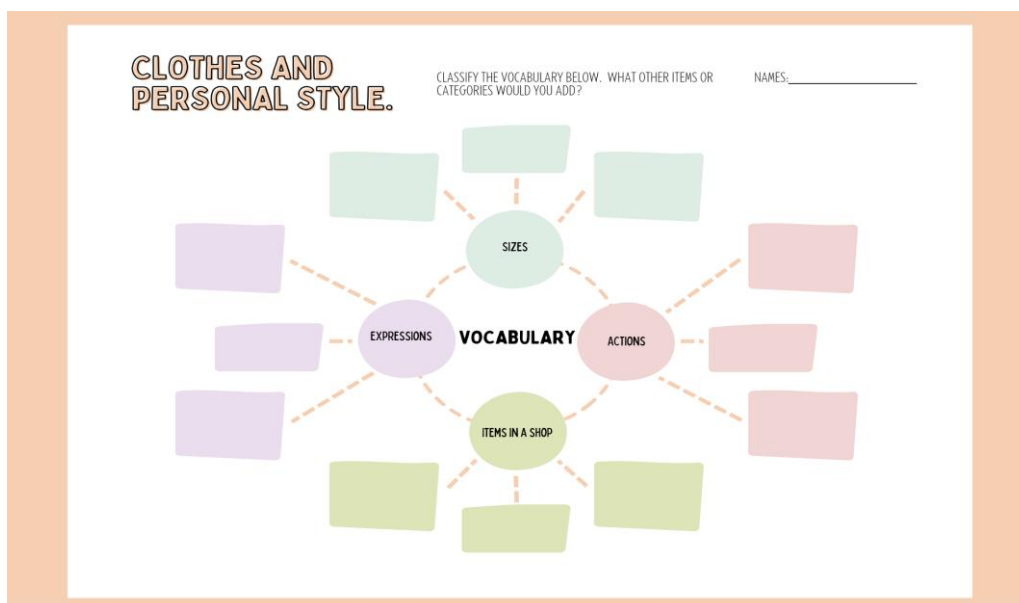 CLOTHES AND
PERSONAL STYLE.
CLASSIFY THE VOCABULARY BELOW. WHAT OTHER ITEMS OR
CATEGORIES WOULD YOU ADD?
NAMES:
SIZES
EXPRESSIONS
VOCABULARY
ACTIONS
ITEMS IN A SHOP